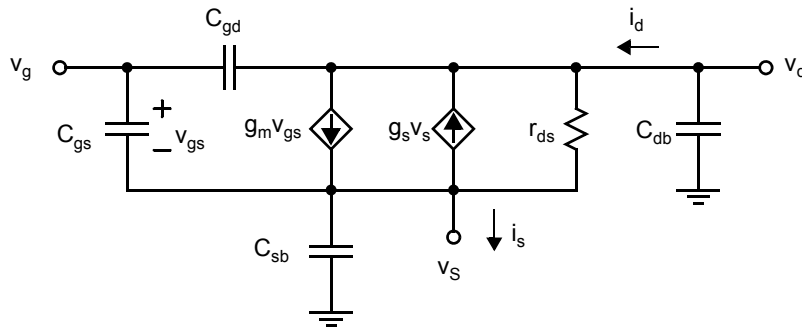 C_gd
i_d
v_g
v_d
+
C_gs
– v_gs
g_m v_gs
g_s v_s
r_ds
C_db
C_sb
i_s
v_S